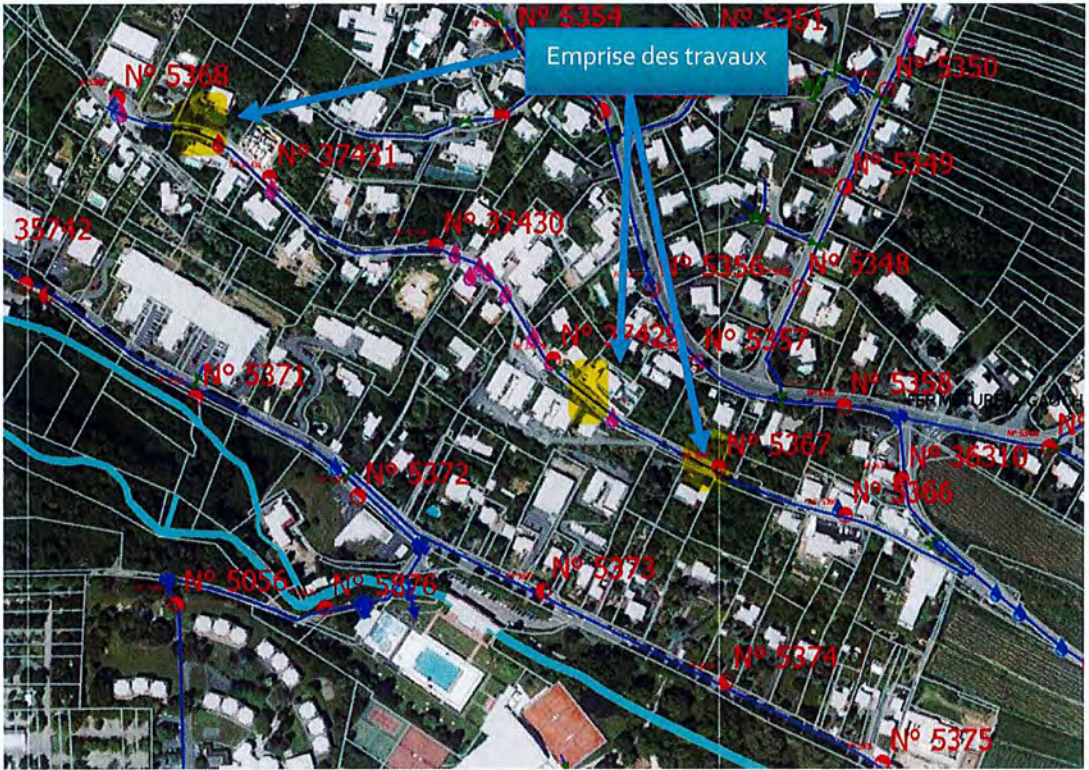 Nº 5354
Nº 5351
Emprise des travaux
Nº 5350
Nº 5368
Nº 37431
Nº 5349
Nº 37430
35742
Nº 5356
Nº 5348
Nº 37429
Nº 5357
Nº 5371
Nº 5358
Nº
Nº 5367
Nº 36310
Nº 5372
Nº 5366
Nº 5373
Nº 5056
Nº 5876
Nº 5374
Nº 5375